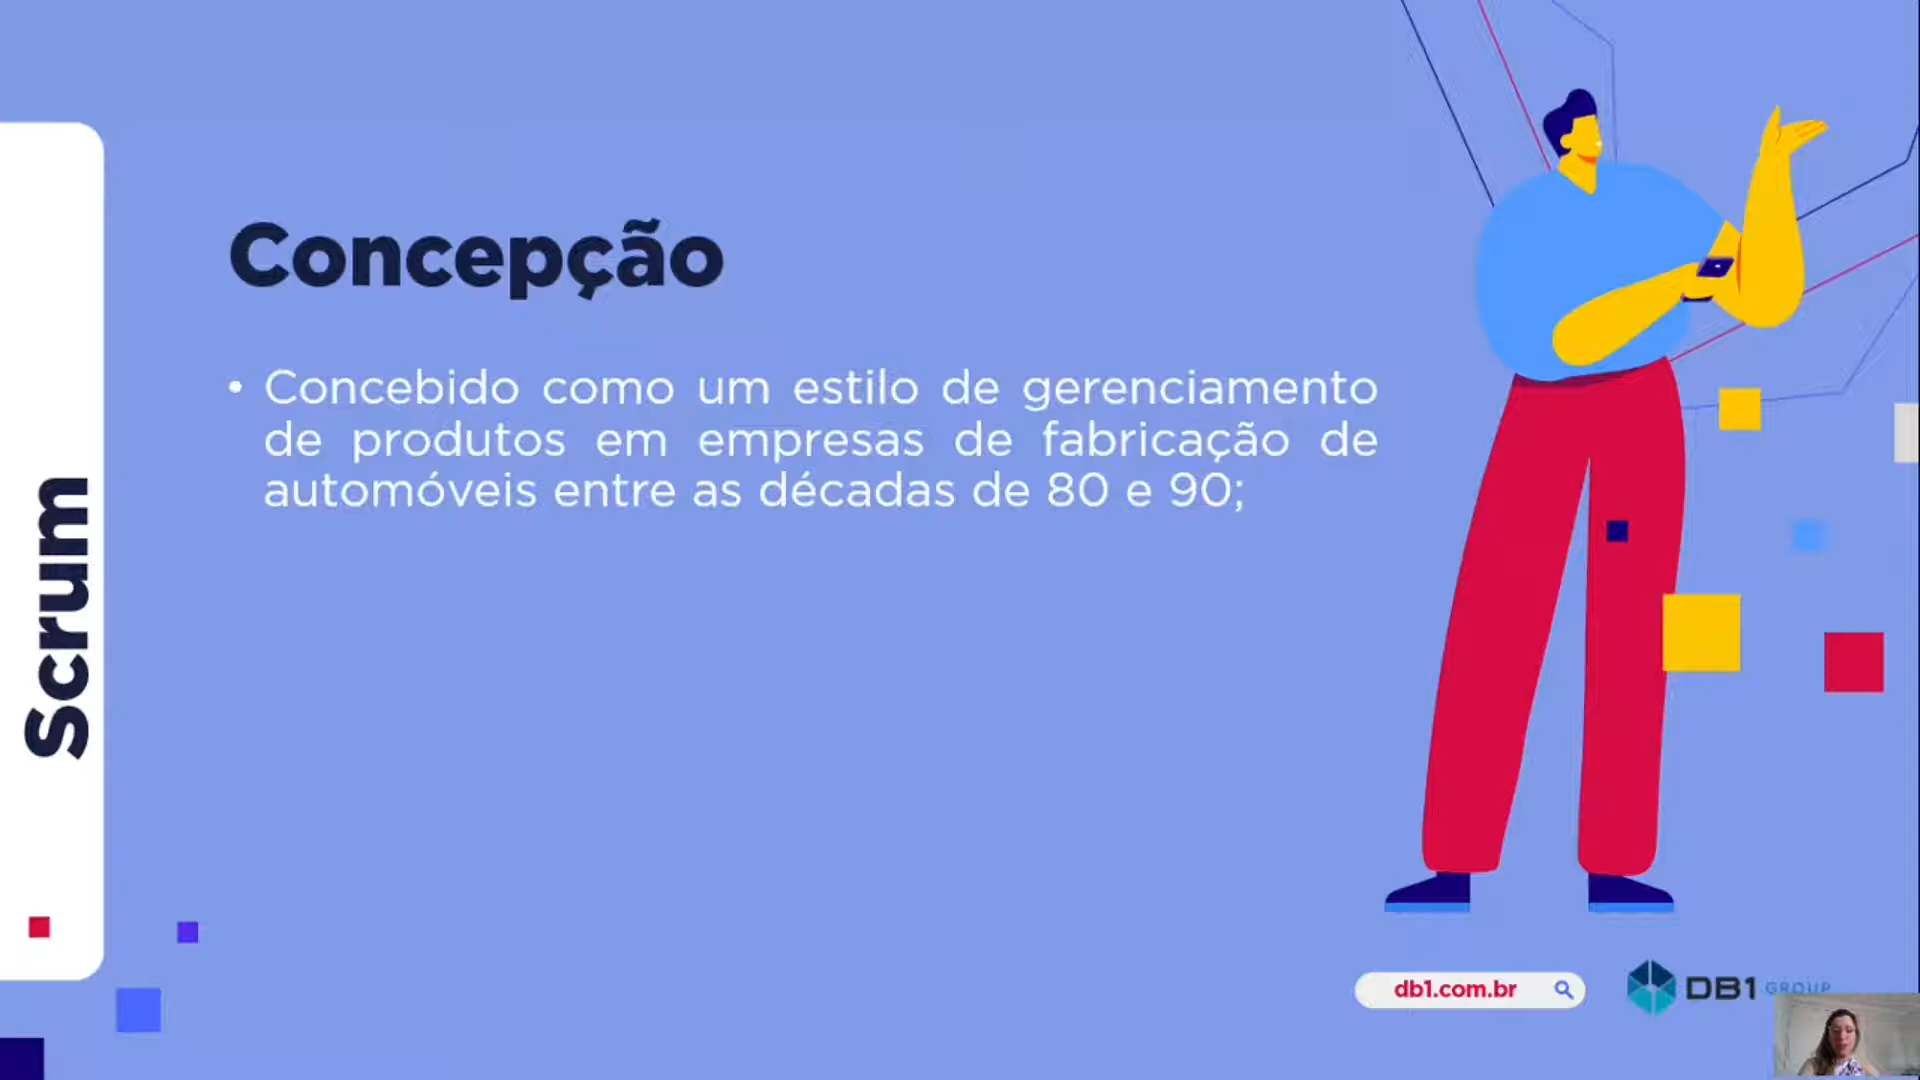 Scrum
Concepção
• Concebido como um estilo de gerenciamento
de produtos em empresas de fabricação de
automóveis entre as décadas de 80 e 90;
db1.com.br
DB1 GROUP